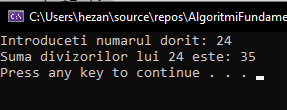 C:\Users\hezan\source\repos\AlgoritmiFundame
Introduceti numarul dorit: 24
Suma divizorilor lui 24 este: 35
Press any key to continue . . .